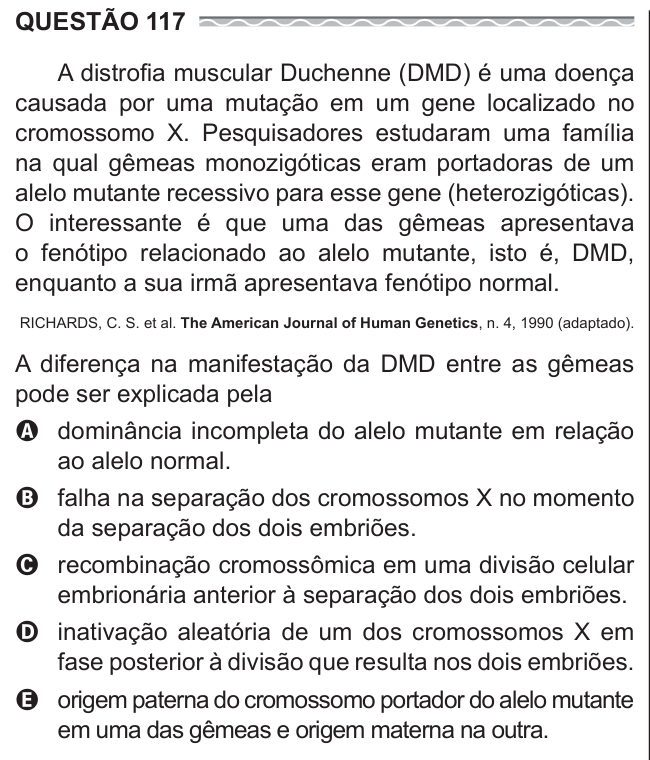 QUESTÃO 117
A distrofia muscular Duchenne (DMD) é uma doença
causada por uma mutação em um gene localizado no
cromossomo X. Pesquisadores estudaram uma família
na qual gêmeas monozigóticas eram portadoras de um
alelo mutante recessivo para esse gene (heterozigóticas).
O interessante é que uma das gêmeas apresentava
o fenótipo relacionado ao alelo mutante, isto é, DMD,
enquanto a sua irmã apresentava fenótipo normal.
RICHARDS, C. S. et al. The American Journal of Human Genetics, n. 4, 1990 (adaptado).
A diferença na manifestação da DMD entre as gêmeas
pode ser explicada pela
A dominância incompleta do alelo mutante em relação
ao alelo normal.
B falha na separação dos cromossomos X no momento
da separação dos dois embriões.
C recombinação cromossômica em uma divisão celular
embrionária anterior à separação dos dois embriões.
D inativação aleatória de um dos cromossomos X em
fase posterior à divisão que resulta nos dois embriões.
E origem paterna do cromossomo portador do alelo mutante
em uma das gêmeas e origem materna na outra.